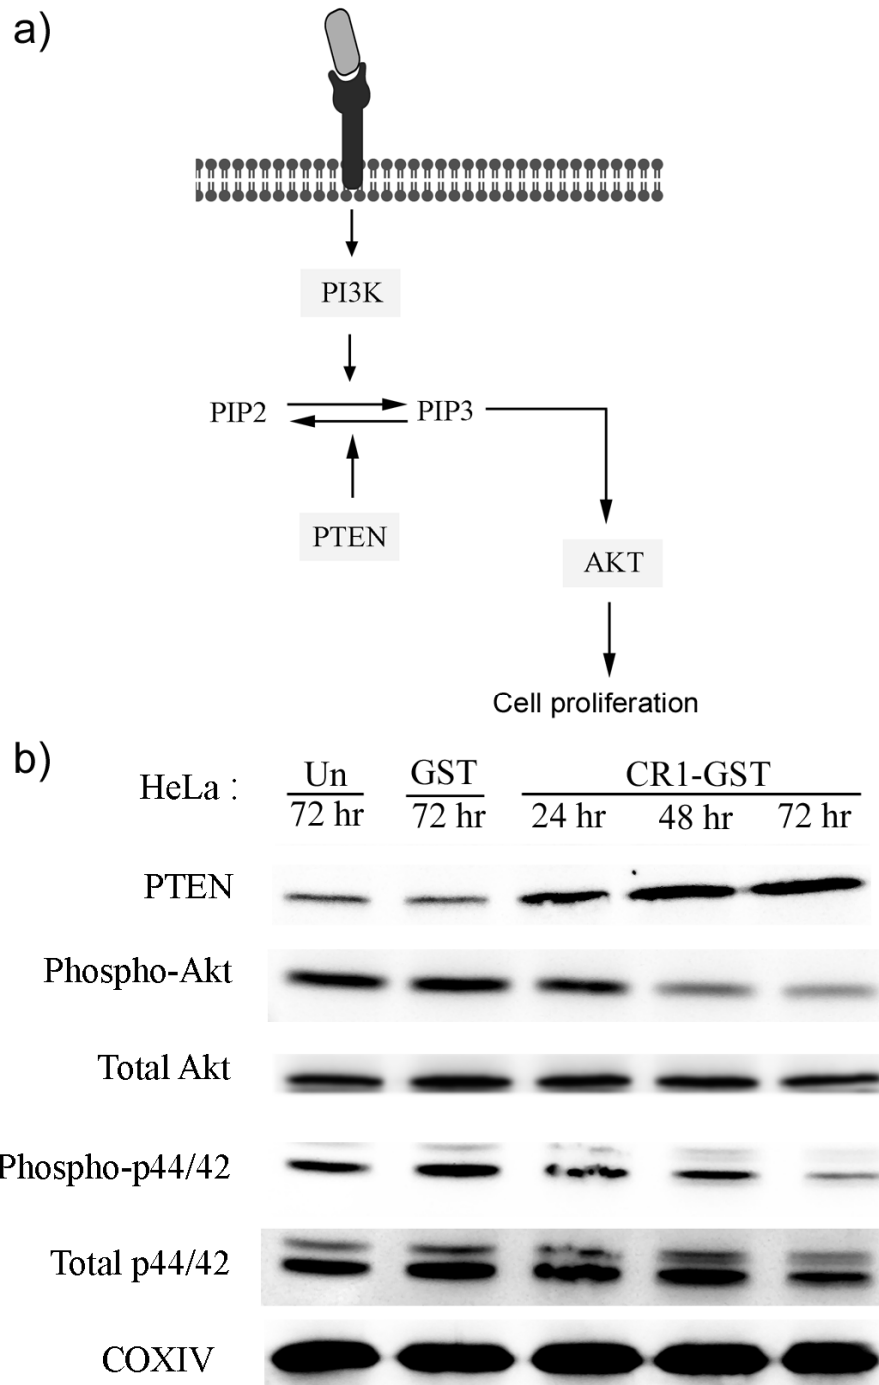 a)
PI3K
PIP2 PIP3
PTEN
AKT
Cell proliferation
b)
HeLa : Un GST CR1-GST
72 hr 72 hr 24 hr 48 hr 72 hr
PTEN
Phospho-Akt
Total Akt
Phospho-p44/42
Total p44/42
COXIV